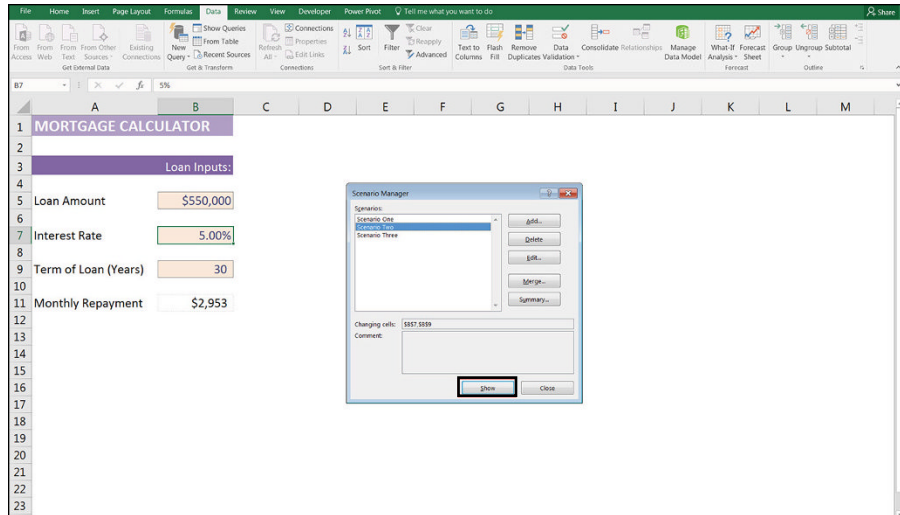 File Home Insert Page Layout Formulas Data Review View Developer Power Pivot Tell me what you want to do Share
From Access
From Web
From Text
From Other Sources
Existing Connections
Get External Data
New Query
Show Queries
From Table
Recent Sources
Get & Transform
Refresh All
Connections
Properties
Edit Links
Connections
Sort
Filter
Clear
Reapply
Advanced
Sort & Filter
Text to Columns
Flash Fill
Remove Duplicates
Data Validation
Consolidate
Relationships
Manage Data Model
Data Tools
What-If Analysis
Forecast Sheet
Forecast
Group
Ungroup
Subtotal
Outline
B7 fx 5%
A B C D E F G H I J K L M
1 MORTGAGE CALCULATOR
2
3 Loan Inputs:
4
5 Loan Amount $550,000
6
7 Interest Rate 5.00%
8
9 Term of Loan (Years) 30
10
11 Monthly Repayment $2,953
12
13
14
15
16
17
18
19
20
21
22
23
Scenario Manager
Scenarios:
Scenario One
Scenario Two
Scenario Three
Add...
Delete
Edit...
Merge...
Summary...
Changing cells: $B$7,$B$9
Comment:
Show Close